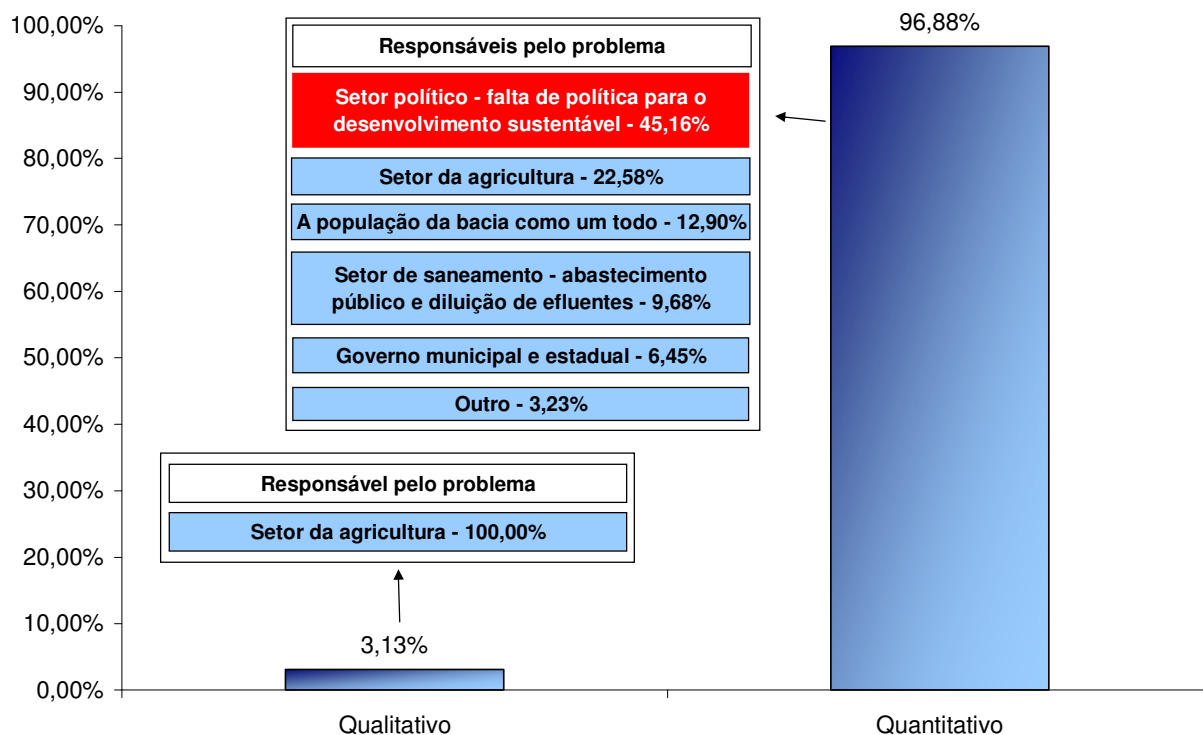 100,00%
90,00%
80,00%
70,00%
60,00%
50,00%
40,00%
30,00%
20,00%
10,00%
0,00%
Responsáveis pelo problema
Setor político - falta de política para o
desenvolvimento sustentável - 45,16%
Setor da agricultura - 22,58%
A população da bacia como um todo - 12,90%
Setor de saneamento - abastecimento
público e diluição de efluentes - 9,68%
Governo municipal e estadual - 6,45%
Outro - 3,23%
Responsável pelo problema
Setor da agricultura - 100,00%
3,13%
96,88%
Qualitativo
Quantitativo